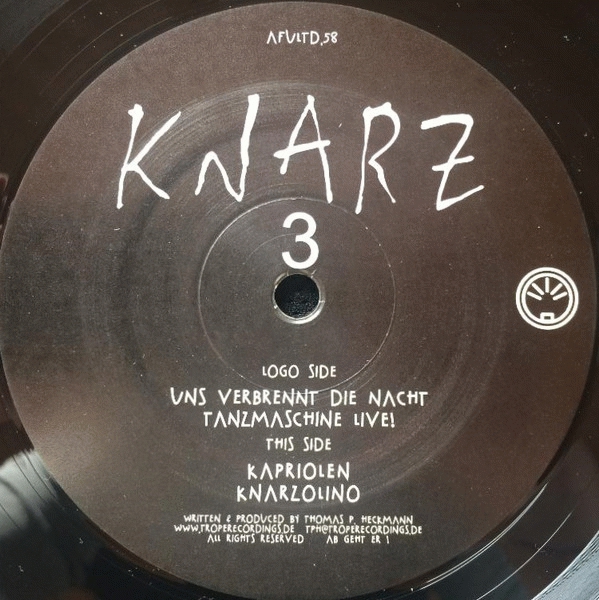 AFULTD.58
KNARZ
3
LOGO SIDE
UNS VERBRENNT DIE NACHT
TANZMASCHINE LIVE!
THIS SIDE
KAPRIOLEN
KNARZOLINO
WRITTEN & PRODUCED BY THOMAS P. HECKMANN
WWW.TROPERECORDINGS.DE TPH@TROPERECORDINGS.DE
ALL RIGHTS RESERVED AB GEHT ER!